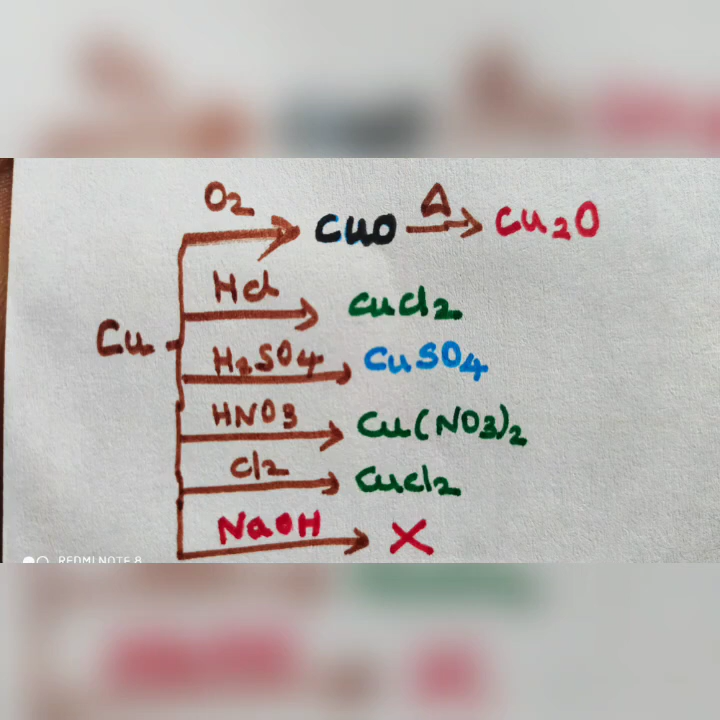 O₂
CuO →Δ Cu₂O
HCl
CuCl₂
Cu
H₂SO₄ CuSO₄
HNO₃
Cu(NO₃)₂
Cl₂
CuCl₂
NaOH X
REDMI NOTE 8